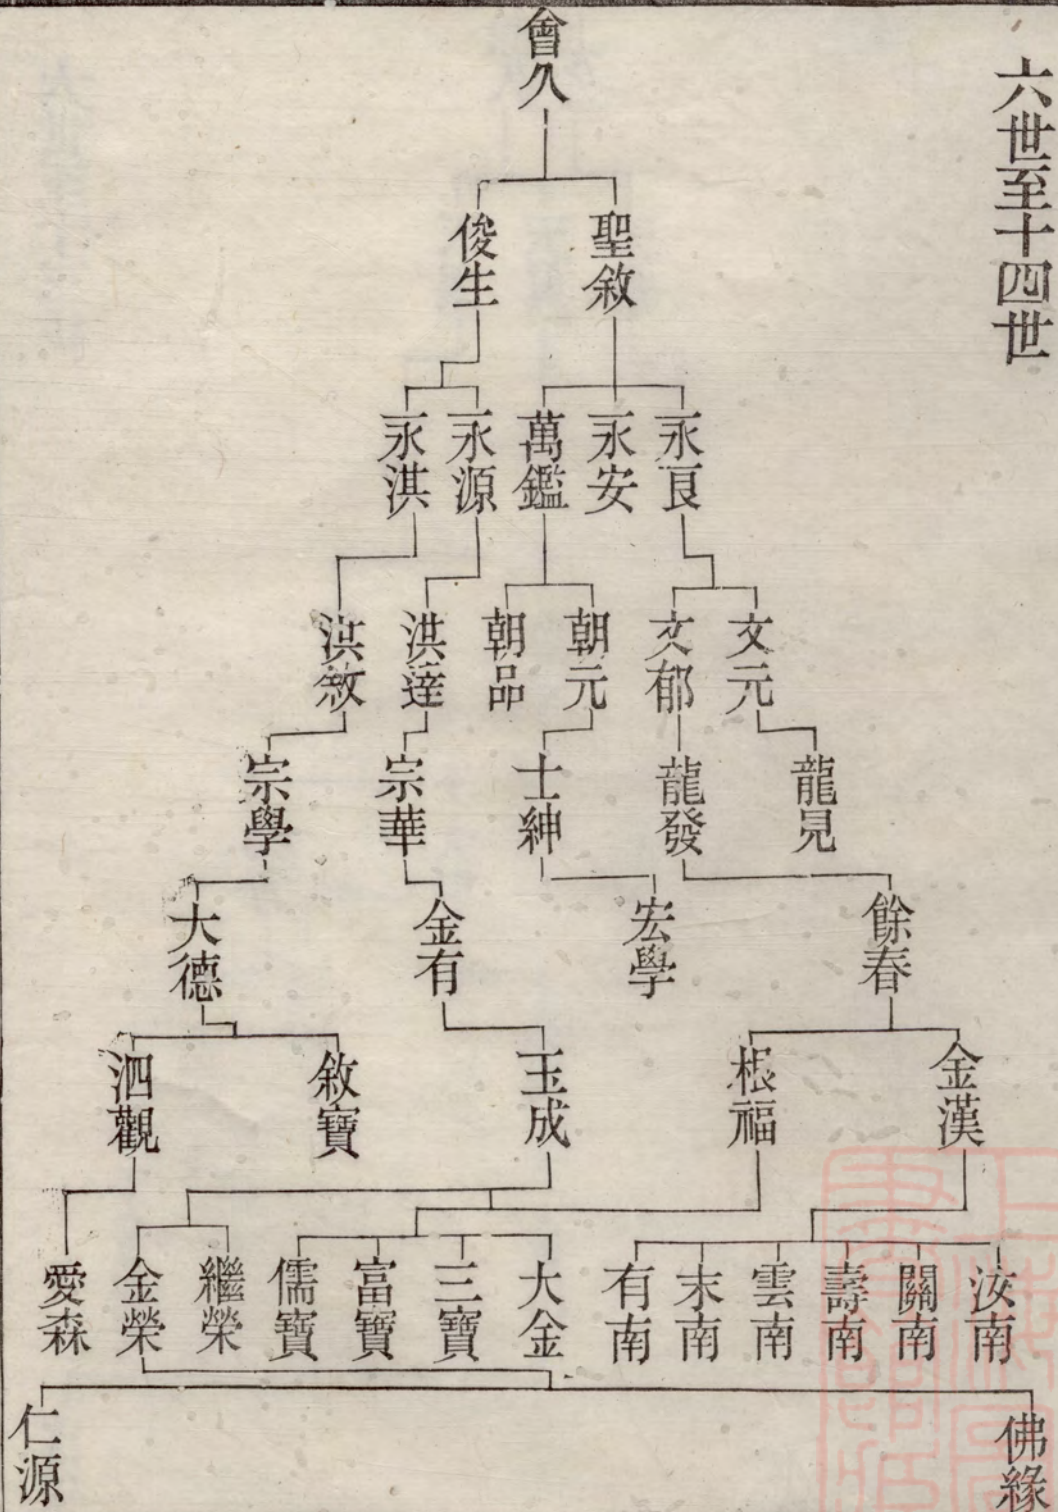 六世至十四世
會久
聖敘
俊生
永良
永安
萬鑑
永源
永淇
文元
文郁
朝元
朝品
洪達
洪敘
龍見
龍發
士紳
宗華
宗學
餘春
宏學
金有
大德
金漢
根福
玉成
敘寶
泗觀
汝南
關南
壽南
雲南
末南
有南
大金
三寶
富寶
儒寶
繼榮
金榮
愛森
佛緣
仁源